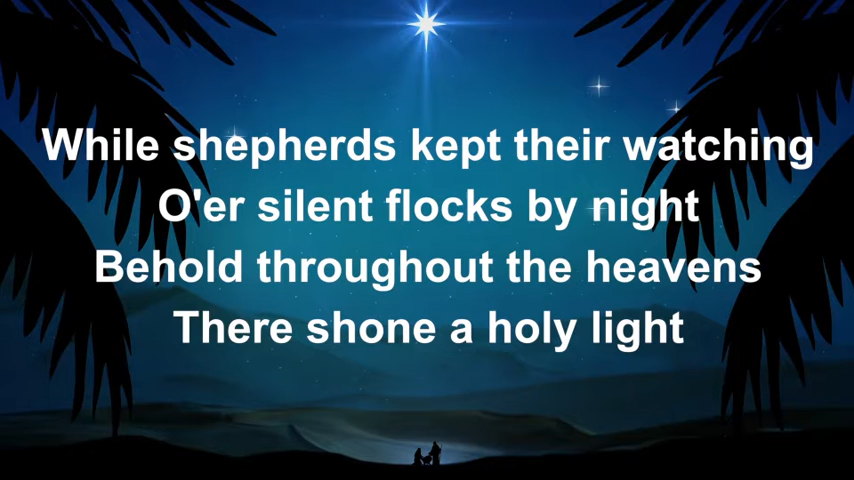 While shepherds kept their watching
O'er silent flocks by night
Behold throughout the heavens
There shone a holy light